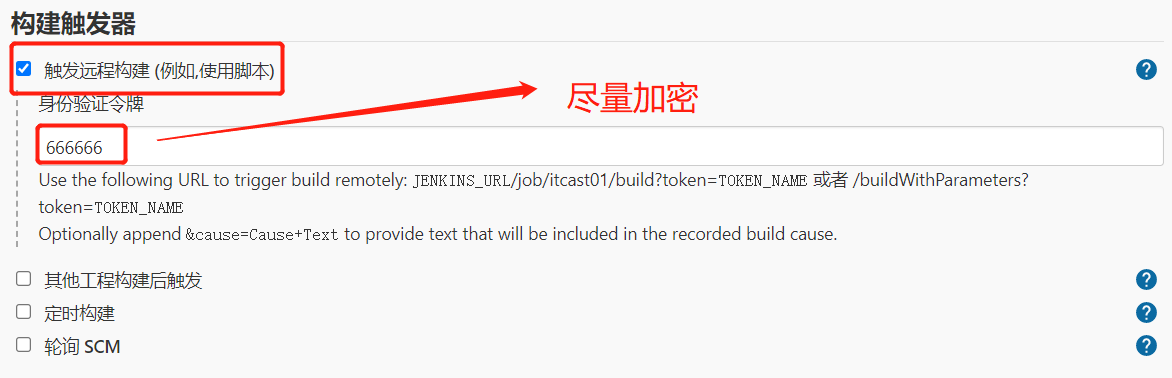 构建触发器
触发远程构建 (例如,使用脚本)
身份验证令牌
尽量加密
666666
Use the following URL to trigger build remotely: JENKINS_URL/job/itcast01/build?token=TOKEN_NAME 或者 /buildWithParameters?
token=TOKEN_NAME
Optionally append &cause=Cause+Text to provide text that will be included in the recorded build cause.
其他工程构建后触发
定时构建
轮询 SCM